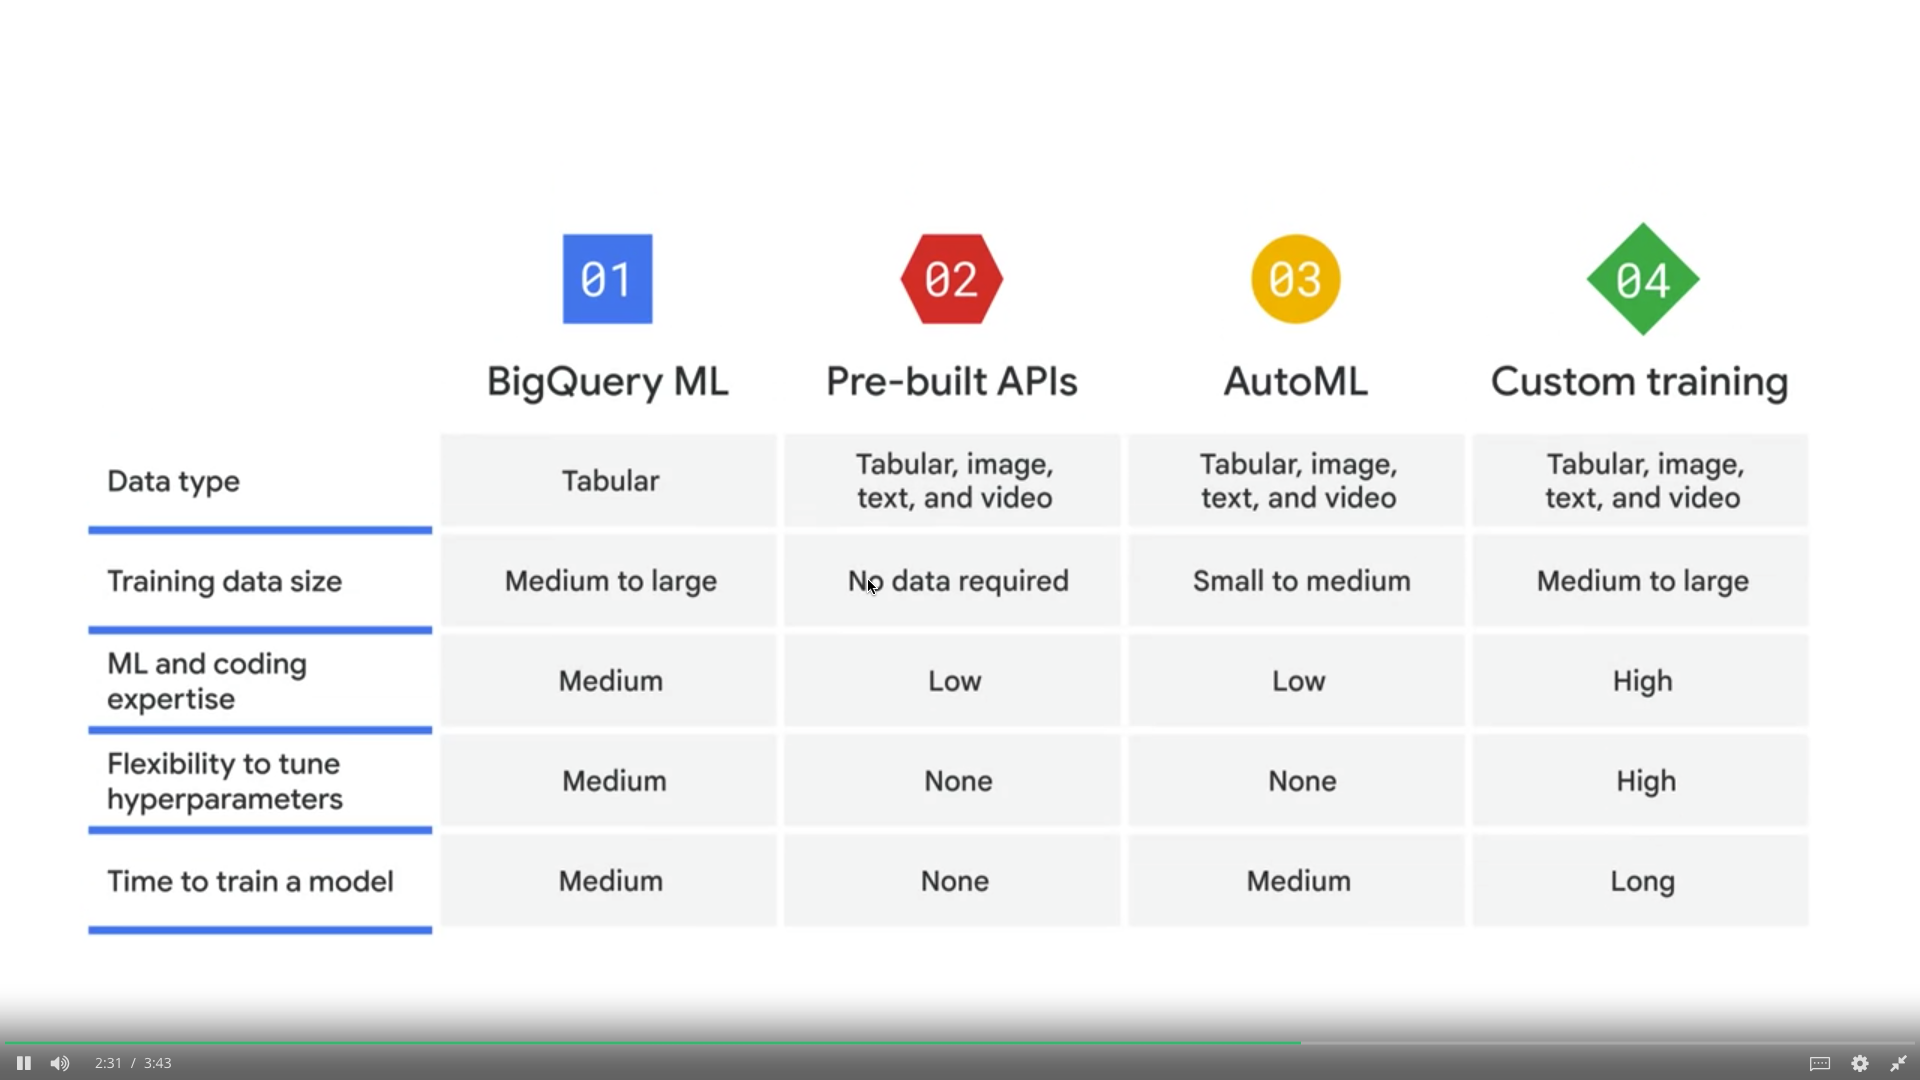 01
02
03
04
BigQuery ML
Pre-built APIs
AutoML
Custom training
Data type
Tabular
Tabular, image,
text, and video
Tabular, image,
text, and video
Tabular, image,
text, and video
Training data size
Medium to large
No data required
Small to medium
Medium to large
ML and coding
expertise
Medium
Low
Low
High
Flexibility to tune
hyperparameters
Medium
None
None
High
Time to train a model
Medium
None
Medium
Long
2:31 / 3:43